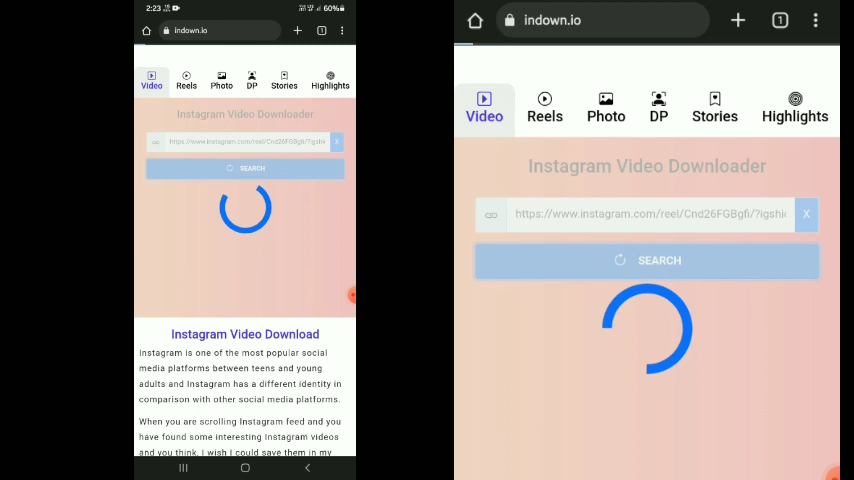 2:23 60%
indown.io 1
Video Reels Photo DP Stories Highlights
Instagram Video Downloader
https://www.instagram.com/reel/Cnd26FGBgfi/?igshi X
SEARCH
Instagram Video Download
Instagram is one of the most popular social
media platforms between teens and young
adults and Instagram has a different identity in
comparison with other social media platforms.
When you are scrolling Instagram feed and you
have found some interesting Instagram videos
and you think, I wish I could save them in my
indown.io 1
Video Reels Photo DP Stories Highlights
Instagram Video Downloader
https://www.instagram.com/reel/Cnd26FGBgfi/?igshi X
SEARCH